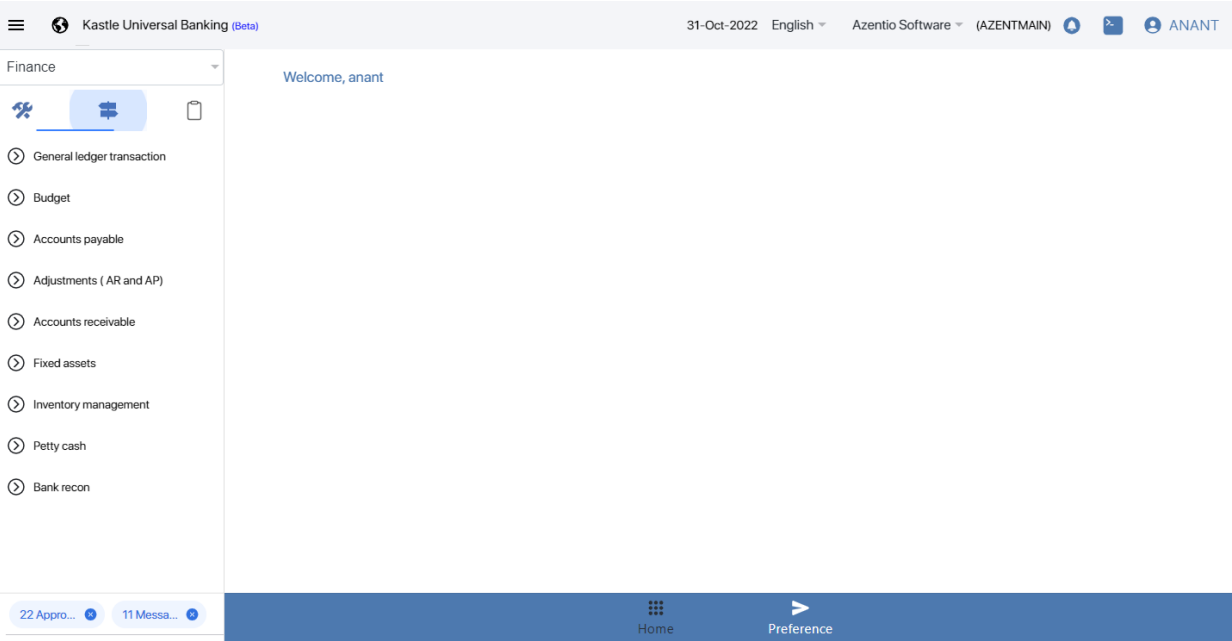 Kastle Universal Banking (Beta) 31-Oct-2022 English Azentio Software (AZENTMAIN) ANANT
Finance
Welcome, anant
General ledger transaction
Budget
Accounts payable
Adjustments ( AR and AP)
Accounts receivable
Fixed assets
Inventory management
Petty cash
Bank recon
22 Appro... 11 Messa...
Home Preference